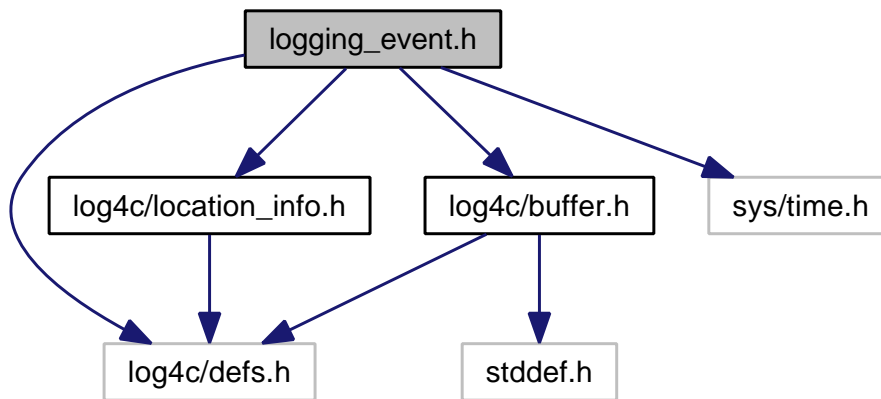 logging_event.h
log4c/location_info.h
log4c/buffer.h
sys/time.h
log4c/defs.h
stddef.h